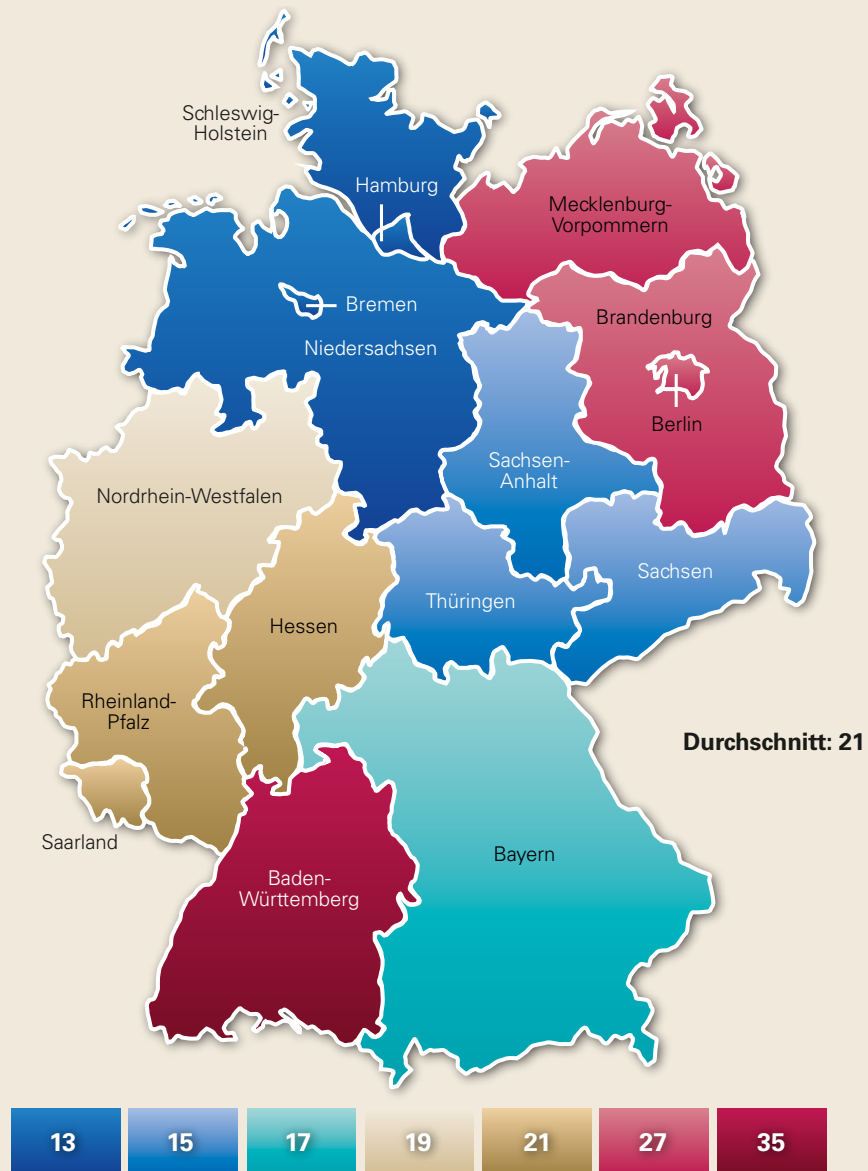 Schleswig-
Holstein
Hamburg
Mecklenburg-
Vorpommern
Bremen
Brandenburg
Niedersachsen
Berlin
Sachsen-
Anhalt
Nordrhein-Westfalen
Sachsen
Thüringen
Hessen
Rheinland-
Pfalz
Durchschnitt: 21
Saarland
Bayern
Baden-
Württemberg
13
15
17
19
21
27
35